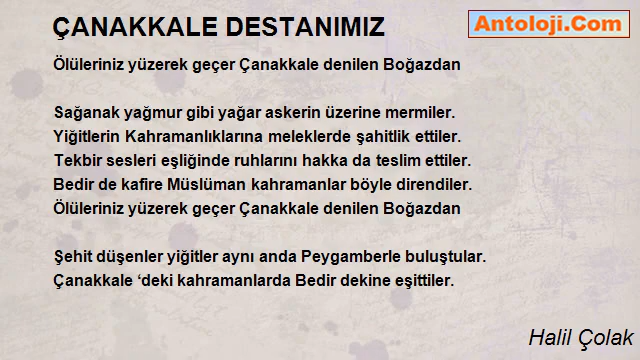 ÇANAKKALE DESTANIMIZ
Antoloji.Com
Ölüleriniz yüzerek geçer Çanakkale denilen Boğazdan
Sağanak yağmur gibi yağar askerin üzerine mermiler.
Yiğitlerin Kahramanlıklarına meleklerde şahitlik ettiler.
Tekbir sesleri eşliğinde ruhlarını hakka da teslim ettiler.
Bedir de kafire Müslüman kahramanlar böyle direndiler.
Ölüleriniz yüzerek geçer Çanakkale denilen Boğazdan
Şehit düşenler yiğitler aynı anda Peygamberle buluştular.
Çanakkale ‘deki kahramanlarda Bedir dekine eşittiler.
Halil Çolak